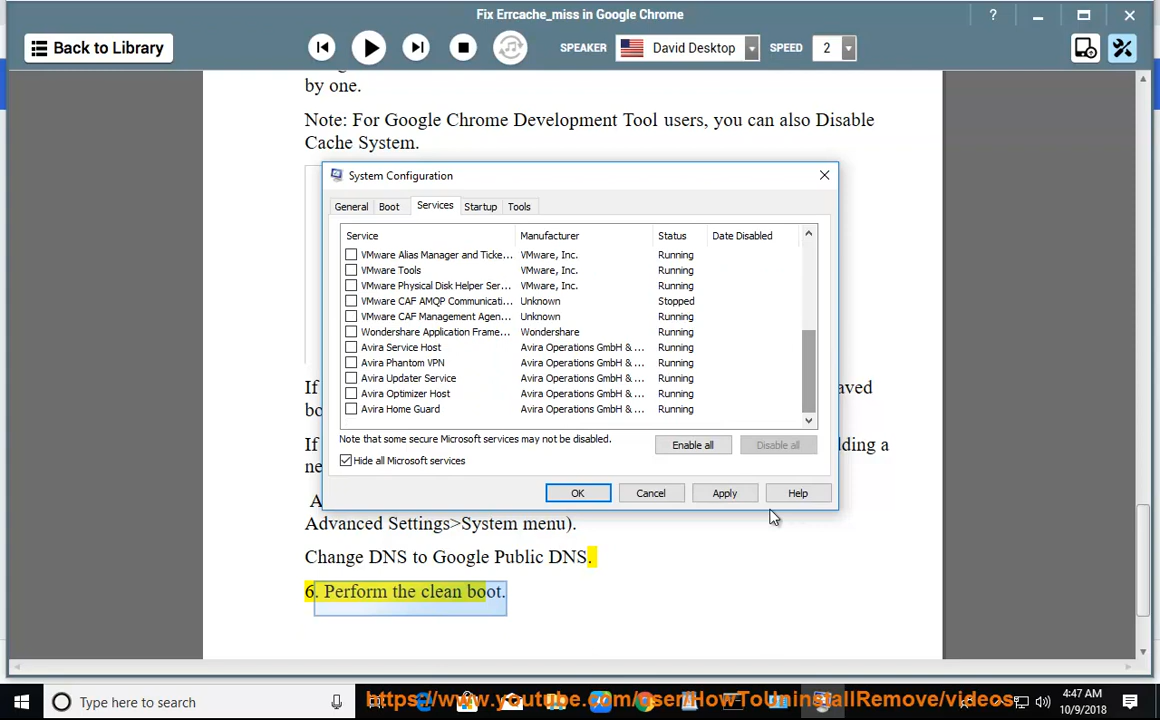 Fix Errcache_miss in Google Chrome
?
Back to Library
SPEAKER
David Desktop
SPEED
2
by one.
Note: For Google Chrome Development Tool users, you can also Disable
Cache System.
System Configuration
General
Boot
Services
Startup
Tools
Service
Manufacturer
Status
Date Disabled
VMware Alias Manager and Ticke...
VMware, Inc.
Running
VMware Tools
VMware, Inc.
Running
VMware Physical Disk Helper Ser...
VMware, Inc.
Running
VMware CAF AMQP Communicati...
Unknown
Stopped
VMware CAF Management Agen...
Unknown
Running
Wondershare Application Frame...
Wondershare
Running
Avira Service Host
Avira Operations GmbH & ...
Running
Avira Phantom VPN
Avira Operations GmbH & ...
Running
Avira Updater Service
Avira Operations GmbH & ...
Running
Avira Optimizer Host
Avira Operations GmbH & ...
Running
Avira Home Guard
Avira Operations GmbH & ...
Running
Note that some secure Microsoft services may not be disabled.
Enable all
Disable all
Hide all Microsoft services
OK
Cancel
Apply
Help
If
If
Advanced Settings>System menu).
Change DNS to Google Public DNS.
6. Perform the clean boot.
Type here to search
https://www.youtube.com/user/HowToUninstallRemove/videos
4:47 AM
10/9/2018